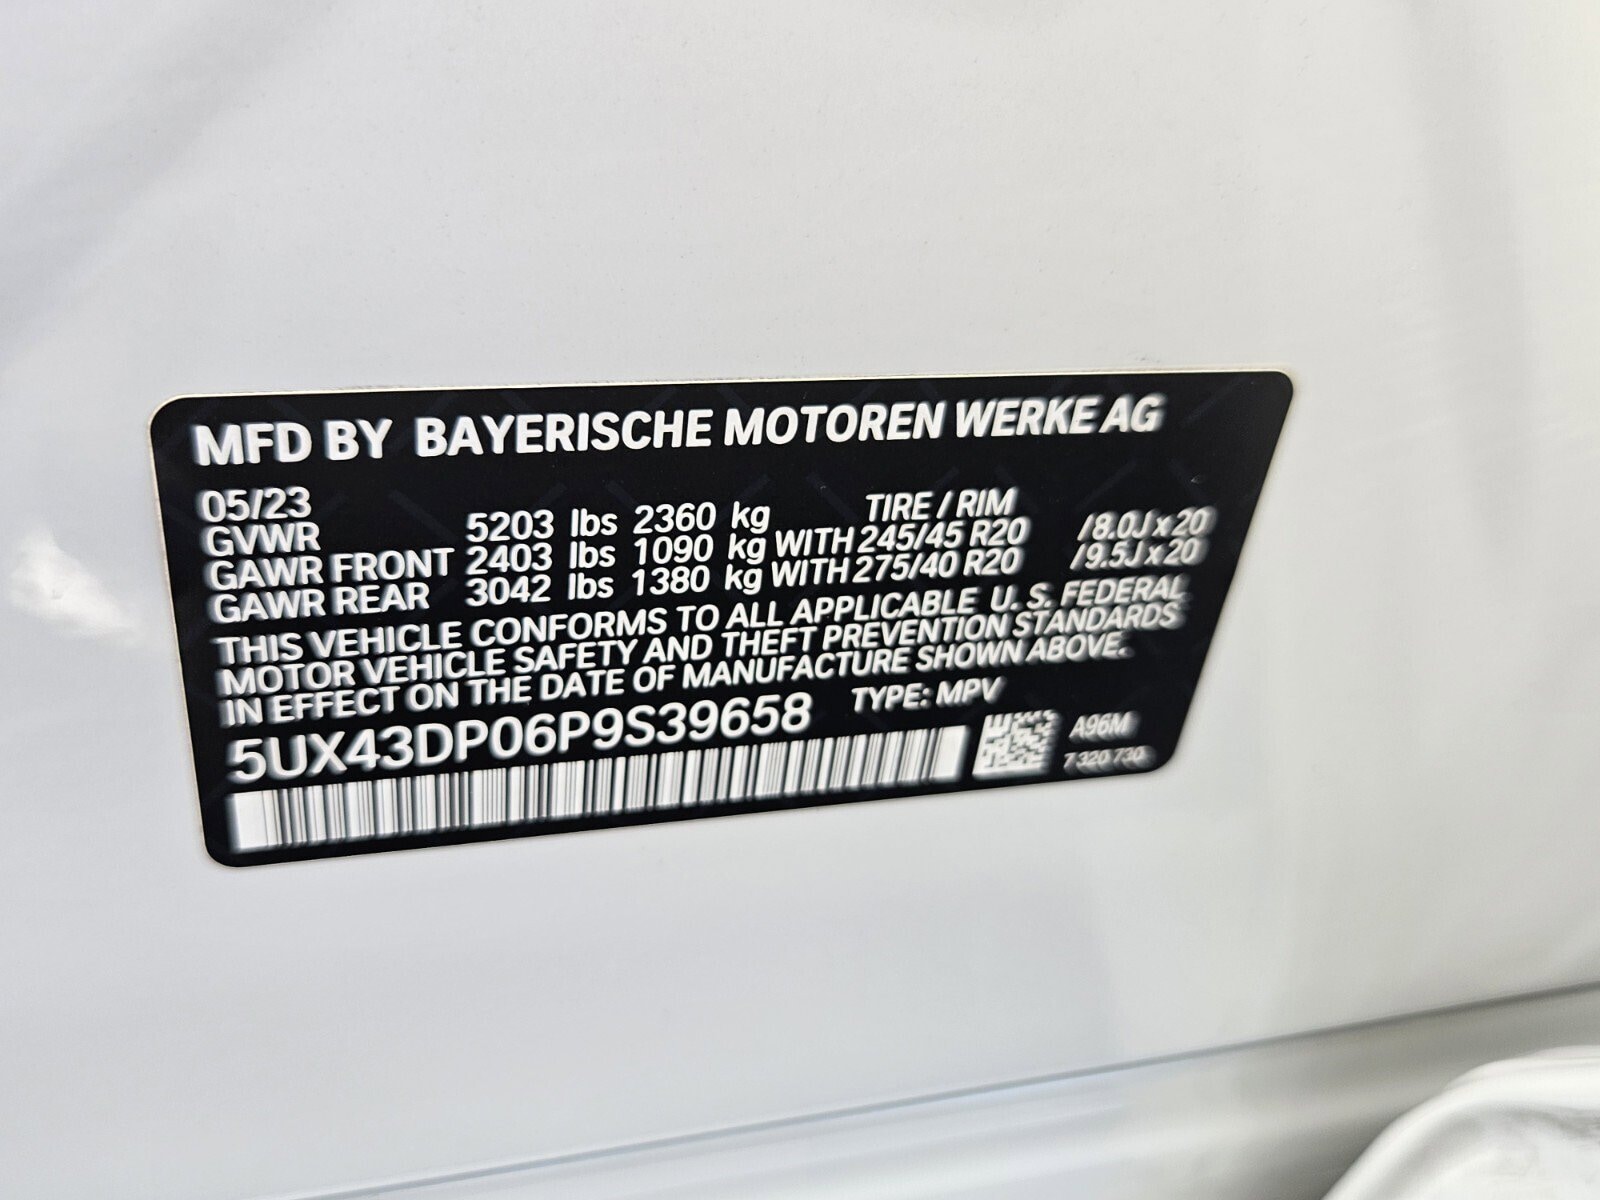 MFD BY BAYERISCHE MOTOREN WERKE AG
05/23 TIRE / RIM
GVWR 5203 lbs 2360 kg
GAWR FRONT 2403 lbs 1090 kg WITH 245/45 R20 /8.0J x 20
GAWR REAR 3042 lbs 1380 kg WITH 275/40 R20 /9.5J x 20
THIS VEHICLE CONFORMS TO ALL APPLICABLE U. S. FEDERAL
MOTOR VEHICLE SAFETY AND THEFT PREVENTION STANDARDS
IN EFFECT ON THE DATE OF MANUFACTURE SHOWN ABOVE.
5UX43DP06P9S39658 TYPE: MPV
A96M
7 320 730